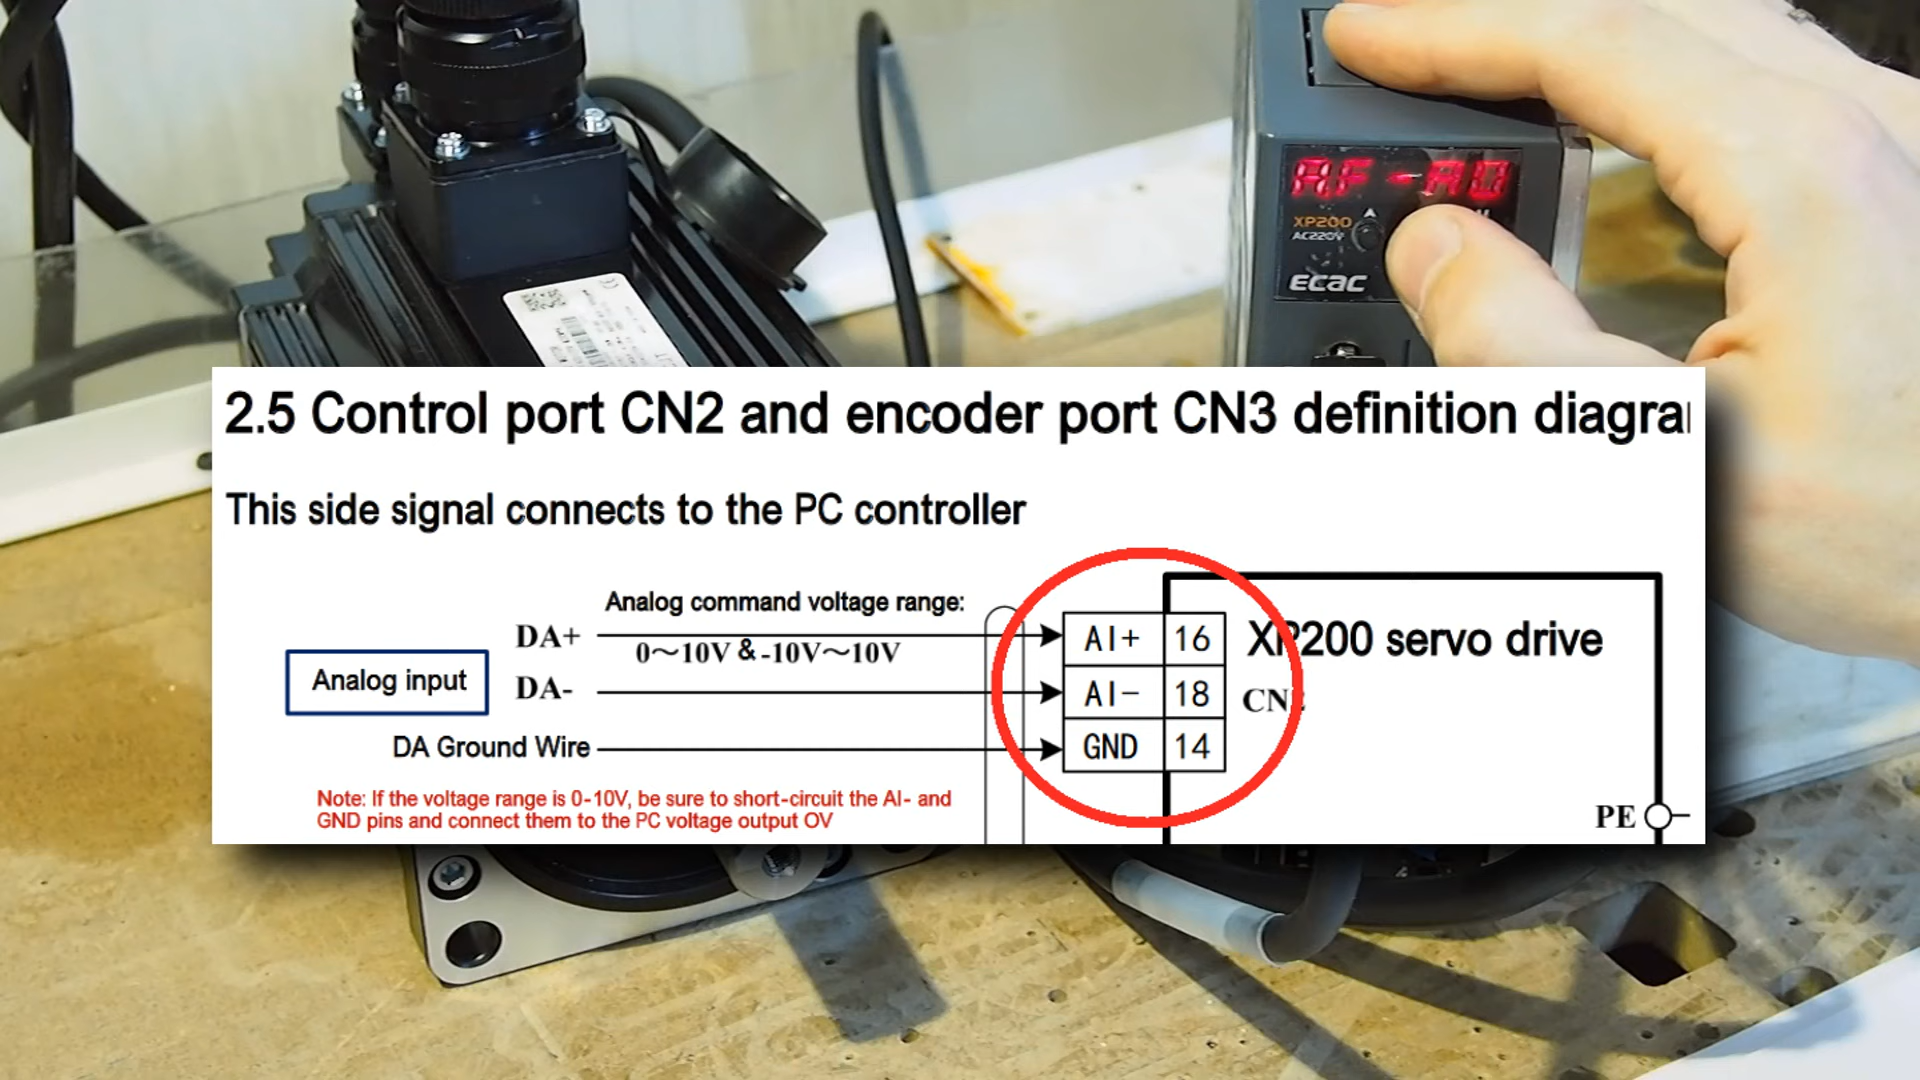 AF-AO
XP200
AC220V
ecac
2.5 Control port CN2 and encoder port CN3 definition
This side signal connects to the PC controller
Analog command voltage range:
DA+
0～10V & -10V～10V
AI+ 16
XP200 servo drive
Analog input
DA-
AI- 18
DA Ground Wire
GND 14
Note: If the voltage range is 0-10V, be sure to short-circuit the AI- and
GND pins and connect them to the PC voltage output 0V
PE